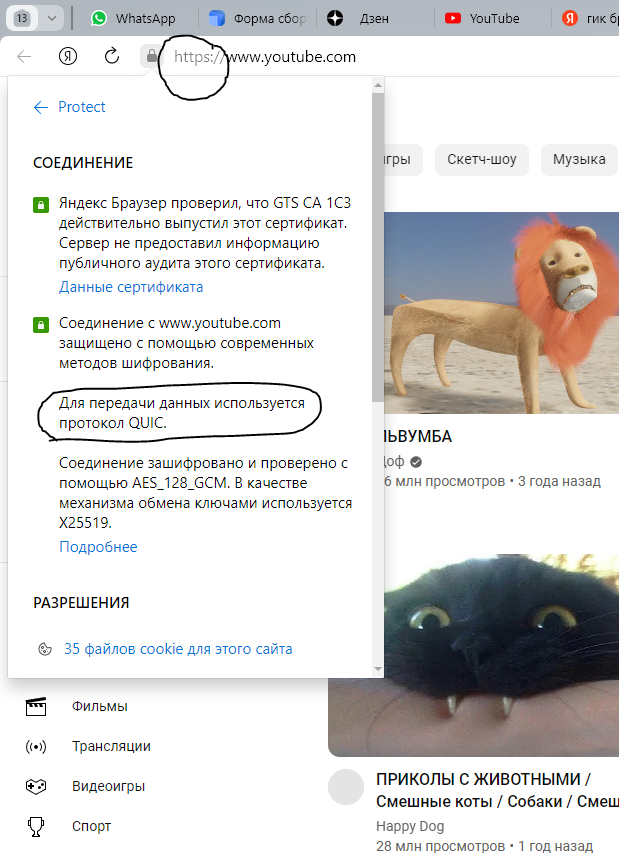 13
WhatsApp
Форма сбор
Дзен
YouTube
гик бр
Я
https://www.youtube.com
Protect
СОЕДИНЕНИЕ
Яндекс Браузер проверил, что GTS CA 1C3
действительно выпустил этот сертификат.
Сервер не предоставил информацию
публичного аудита этого сертификата.
Данные сертификата
Соединение с www.youtube.com
защищено с помощью современных
методов шифрования.
Для передачи данных используется
протокол QUIC.
Соединение зашифровано и проверено с
помощью AES_128_GCM. В качестве
механизма обмена ключами используется
X25519.
Подробнее
РАЗРЕШЕНИЯ
35 файлов cookie для этого сайта
гры
Скетч-шоу
Музыка
ЬВУМБА
оф
6 млн просмотров • 3 года назад
Фильмы
Трансляции
Видеоигры
Спорт
ПРИКОЛЫ С ЖИВОТНЫМИ /
Смешные коты / Собаки / Смеш
Happy Dog
28 млн просмотров • 1 год назад